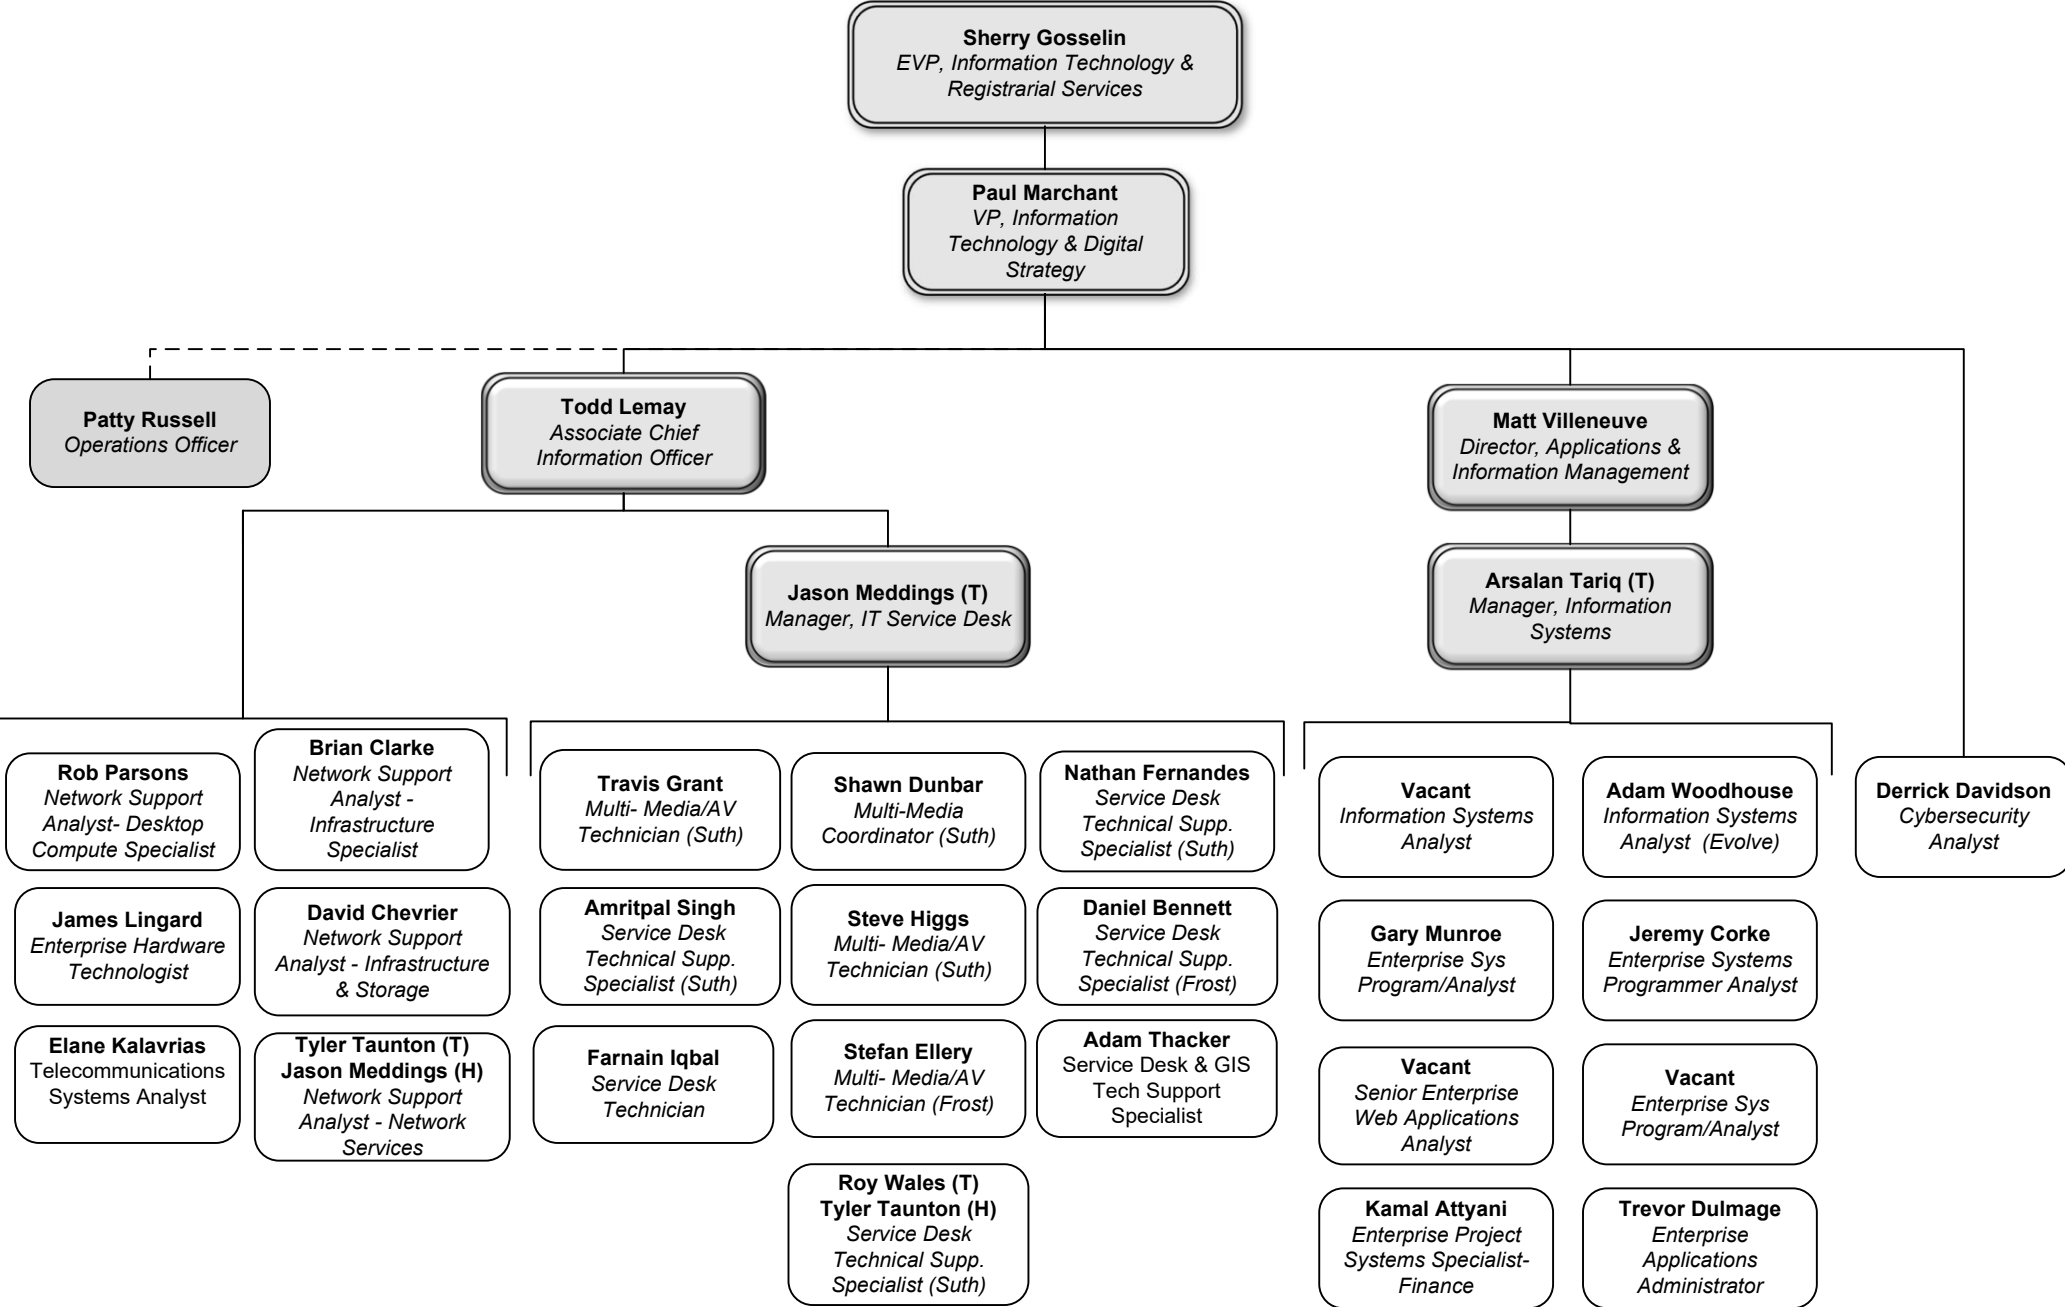 Sherry Gosselin
EVP, Information Technology &
Registrarial Services
Paul Marchant
VP, Information
Technology & Digital
Strategy
Patty Russell
Operations Officer
Todd Lemay
Associate Chief
Information Officer
Matt Villeneuve
Director, Applications &
Information Management
Jason Meddings (T)
Manager, IT Service Desk
Arsalan Tariq (T)
Manager, Information
Systems
Rob Parsons
Network Support
Analyst- Desktop
Compute Specialist
Brian Clarke
Network Support
Analyst -
Infrastructure
Specialist
Travis Grant
Multi- Media/AV
Technician (Suth)
Shawn Dunbar
Multi-Media
Coordinator (Suth)
Nathan Fernandes
Service Desk
Technical Supp.
Specialist (Suth)
Vacant
Information Systems
Analyst
Adam Woodhouse
Information Systems
Analyst (Evolve)
Derrick Davidson
Cybersecurity
Analyst
James Lingard
Enterprise Hardware
Technologist
David Chevrier
Network Support
Analyst - Infrastructure
& Storage
Amritpal Singh
Service Desk
Technical Supp.
Specialist (Suth)
Steve Higgs
Multi- Media/AV
Technician (Suth)
Daniel Bennett
Service Desk
Technical Supp.
Specialist (Frost)
Gary Munroe
Enterprise Sys
Program/Analyst
Jeremy Corke
Enterprise Systems
Programmer Analyst
Elane Kalavrias
Telecommunications
Systems Analyst
Tyler Taunton (T)
Jason Meddings (H)
Network Support
Analyst - Network
Services
Farnain Iqbal
Service Desk
Technician
Stefan Ellery
Multi- Media/AV
Technician (Frost)
Adam Thacker
Service Desk & GIS
Tech Support
Specialist
Vacant
Senior Enterprise
Web Applications
Analyst
Vacant
Enterprise Sys
Program/Analyst
Roy Wales (T)
Tyler Taunton (H)
Service Desk
Technical Supp.
Specialist (Suth)
Kamal Attyani
Enterprise Project
Systems Specialist-
Finance
Trevor Dulmage
Enterprise
Applications
Administrator